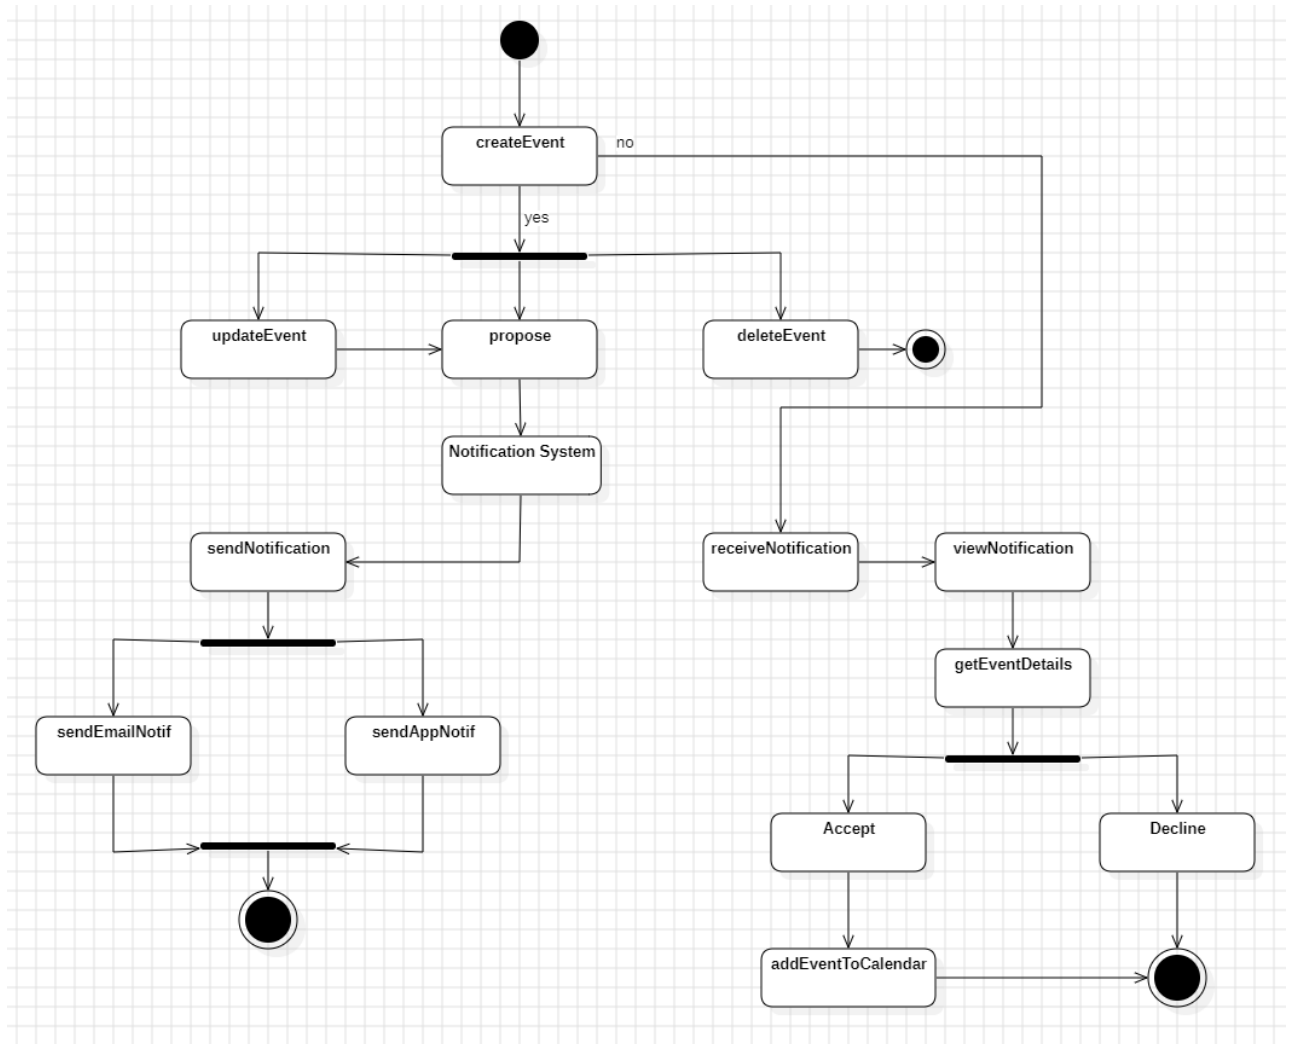 createEvent
no
yes
updateEvent
propose
deleteEvent
Notification System
sendNotification
receiveNotification
viewNotification
getEventDetails
sendEmailNotif
sendAppNotif
Accept
Decline
addEventToCalendar